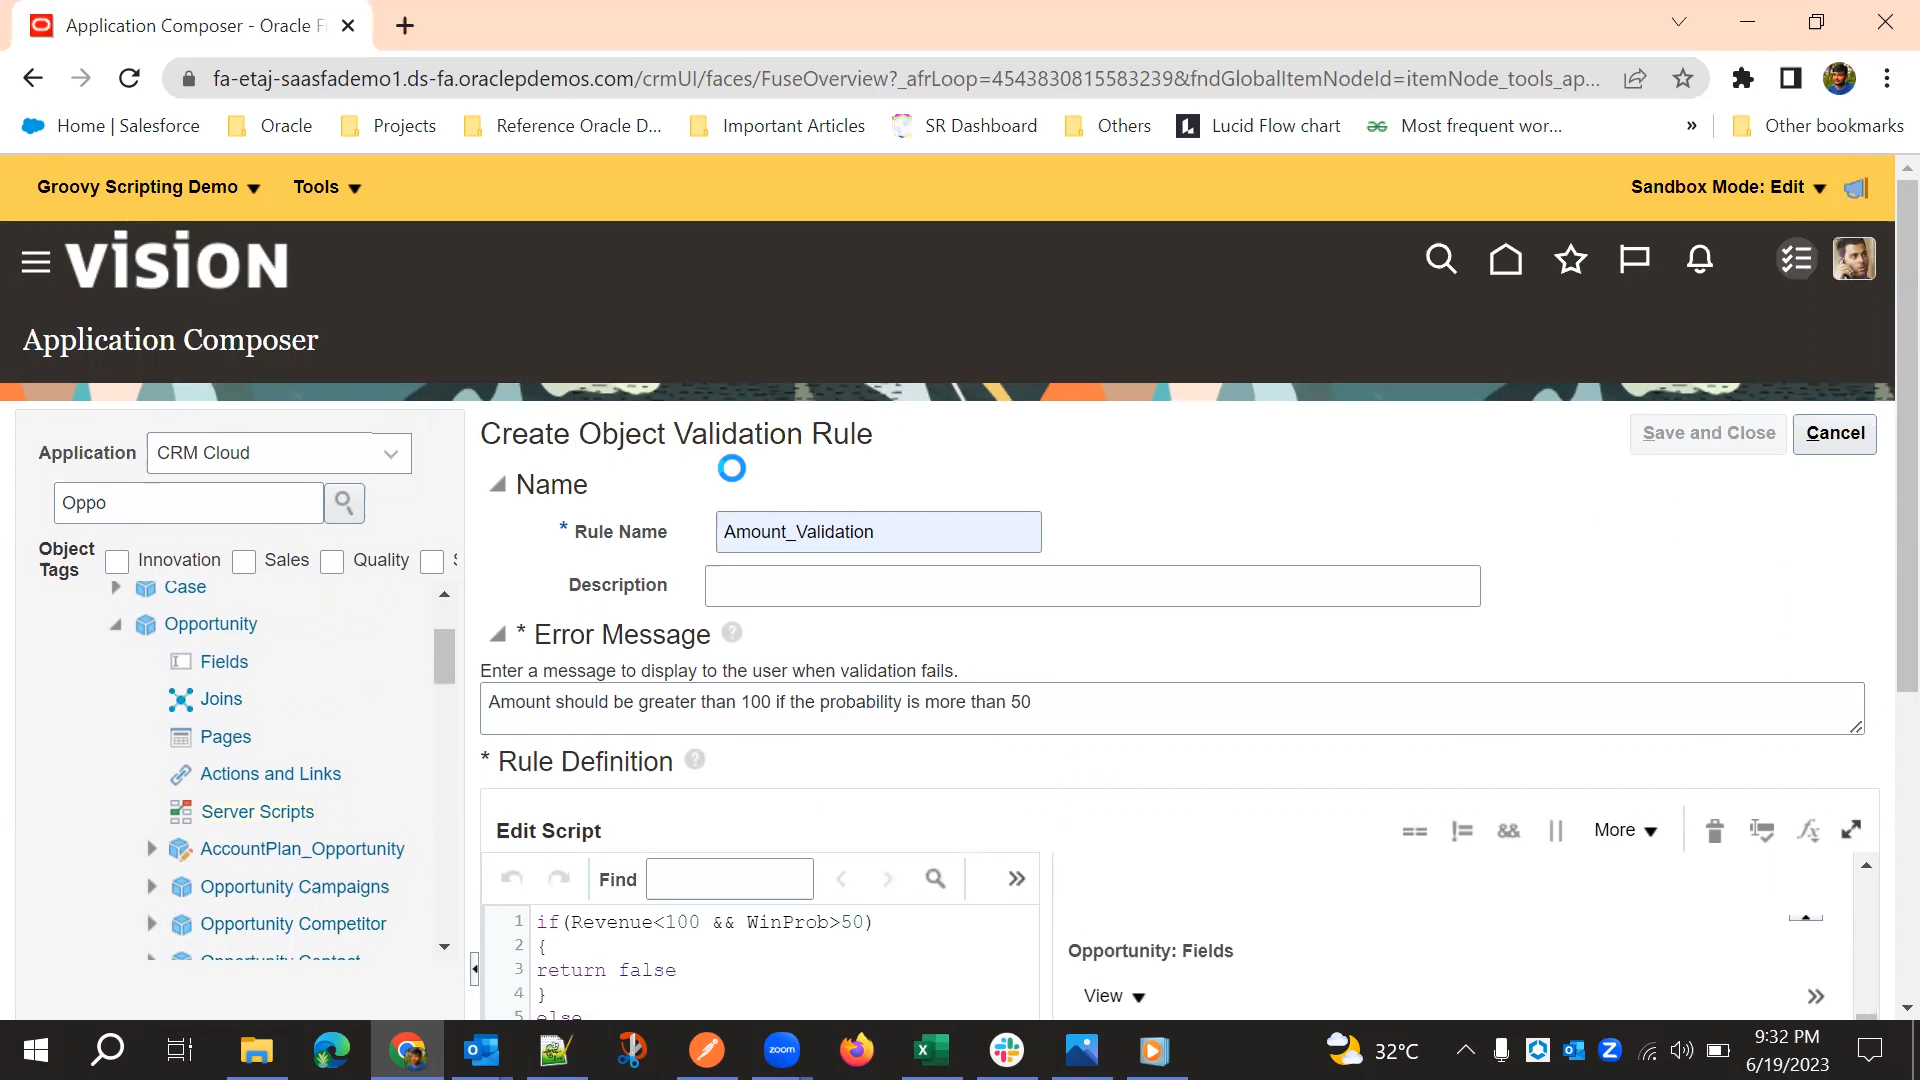 Application Composer - Oracle F
fa-etaj-saasfademo1.ds-fa.oraclepdemos.com/crmUI/faces/FuseOverview?_afrLoop=4543830815583239&fndGlobalItemNodeId=itemNode_tools_ap...
Home | Salesforce Oracle Projects Reference Oracle D... Important Articles SR Dashboard Others Lucid Flow chart Most frequent wor... » Other bookmarks
Groovy Scripting Demo Tools Sandbox Mode: Edit
vision
Application Composer
Application CRM Cloud
Oppo
Object Tags Innovation Sales Quality
Case
Opportunity
Fields
Joins
Pages
Actions and Links
Server Scripts
AccountPlan_Opportunity
Opportunity Campaigns
Opportunity Competitor
Opportunity Contact
Create Object Validation Rule
Save and Close Cancel
Name
* Rule Name Amount_Validation
Description
* Error Message
Enter a message to display to the user when validation fails.
Amount should be greater than 100 if the probability is more than 50
* Rule Definition
Edit Script == != && || More
Find »
1 if(Revenue<100 && WinProb>50)
2 {
3 return false
4 }
5 else
Opportunity: Fields
View »
zoom
32°C
9:32 PM
6/19/2023